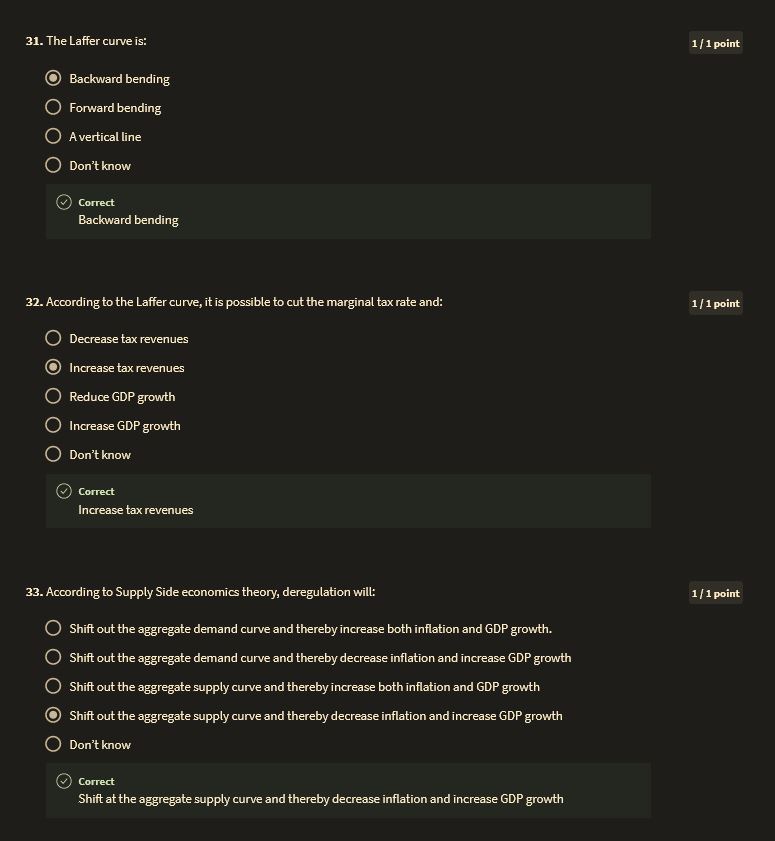 31. The Laffer curve is:
1 / 1 point
Backward bending
Forward bending
A vertical line
Don't know
Correct
Backward bending
32. According to the Laffer curve, it is possible to cut the marginal tax rate and:
1 / 1 point
Decrease tax revenues
Increase tax revenues
Reduce GDP growth
Increase GDP growth
Don't know
Correct
Increase tax revenues
33. According to Supply Side economics theory, deregulation will:
1 / 1 point
Shift out the aggregate demand curve and thereby increase both inflation and GDP growth.
Shift out the aggregate demand curve and thereby decrease inflation and increase GDP growth
Shift out the aggregate supply curve and thereby increase both inflation and GDP growth
Shift out the aggregate supply curve and thereby decrease inflation and increase GDP growth
Don't know
Correct
Shift at the aggregate supply curve and thereby decrease inflation and increase GDP growth